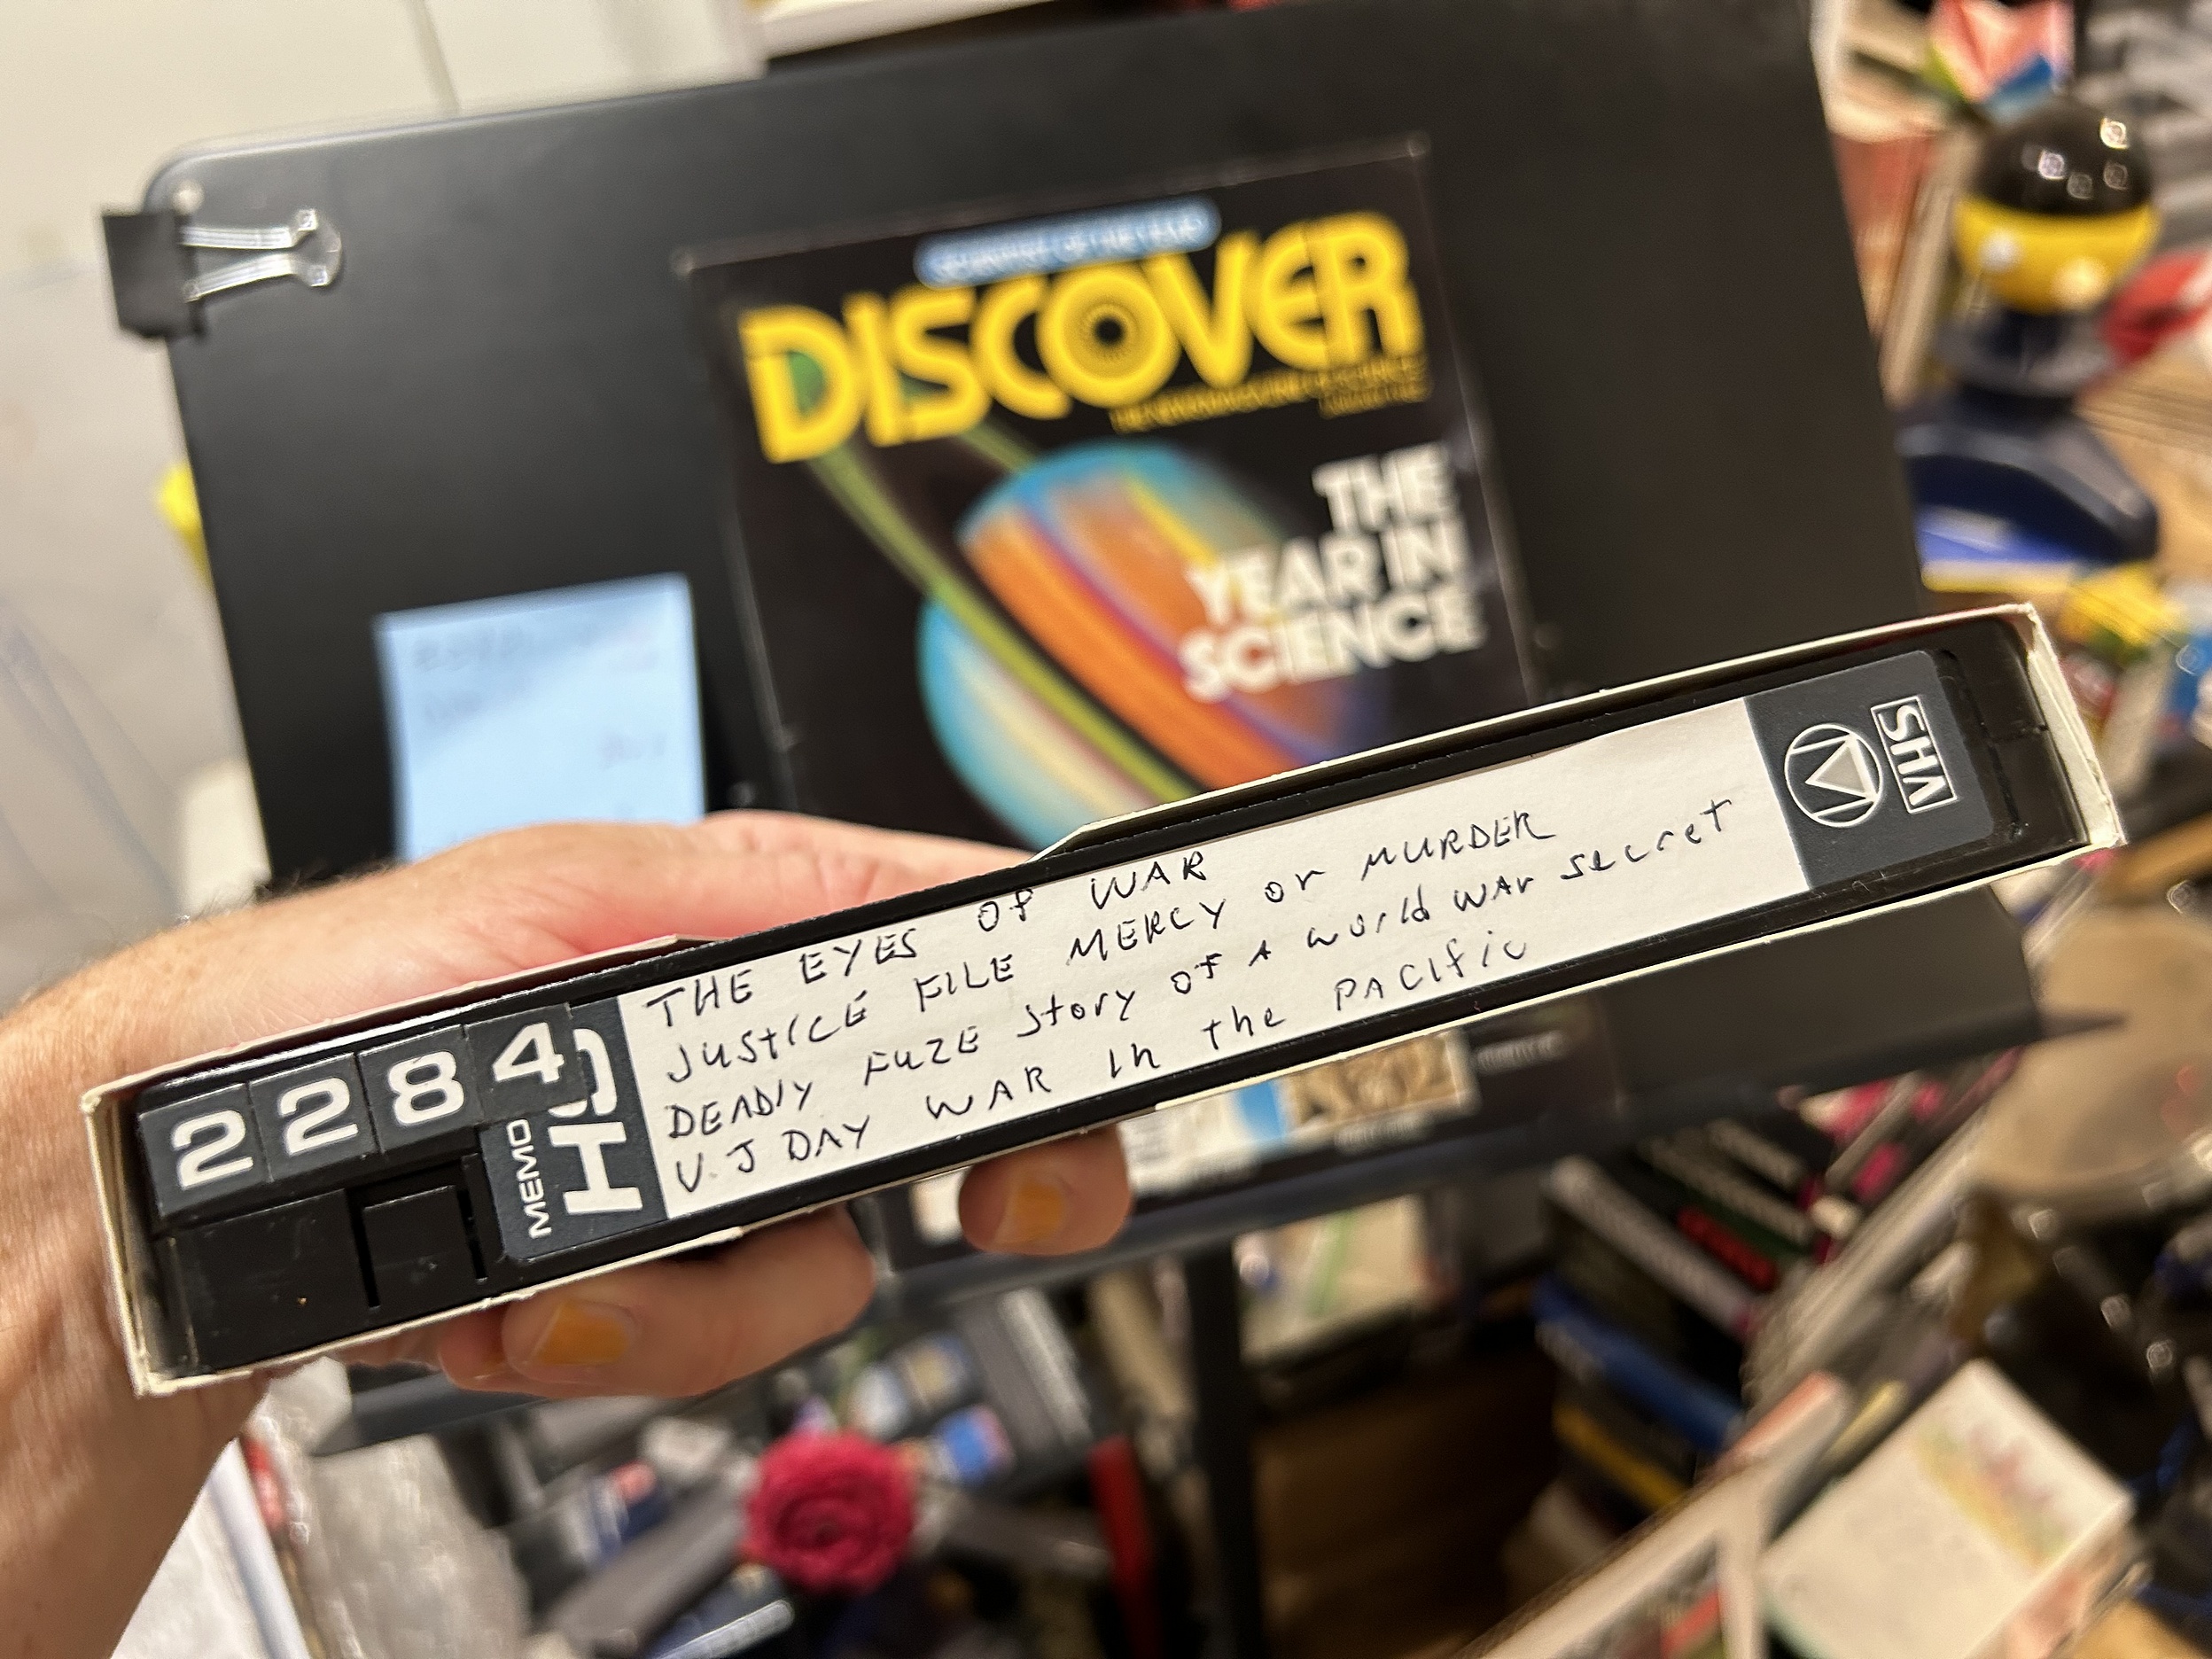 DISCOVER
THE
YEAR IN
SCIENCE
2284
MEMO
HG
VHS
THE EYES OF WAR
JUSTICE FILE MERCY or MURDER
DEADLY FUZE Story OF A World WAr Secret
V.J DAY WAR In the PACIfic